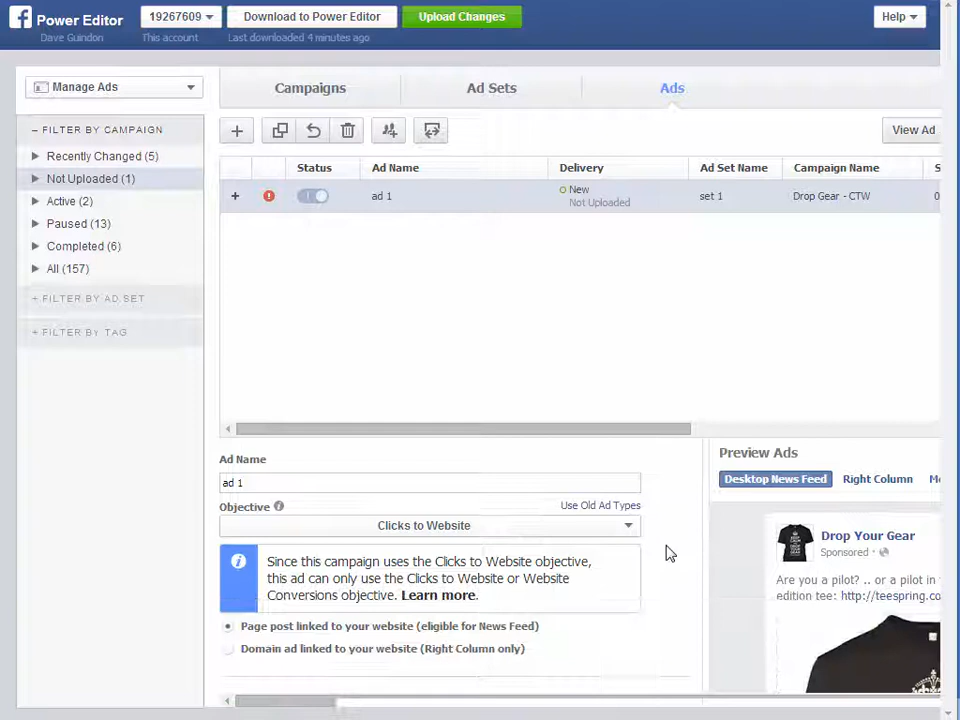 Power Editor
Dave Guindon
19267609
This account
Download to Power Editor
Last downloaded 4 minutes ago
Upload Changes
Help
Manage Ads
Campaigns
Ad Sets
Ads
– FILTER BY CAMPAIGN
Recently Changed (5)
Not Uploaded (1)
Active (2)
Paused (13)
Completed (6)
All (157)
+ FILTER BY AD SET
+ FILTER BY TAG
View Ad
Status
Ad Name
Delivery
Ad Set Name
Campaign Name
S
ad 1
New
Not Uploaded
set 1
Drop Gear - CTW
0
Ad Name
ad 1
Objective
Use Old Ad Types
Clicks to Website
Since this campaign uses the Clicks to Website objective,
this ad can only use the Clicks to Website or Website
Conversions objective. Learn more.
Page post linked to your website (eligible for News Feed)
Domain ad linked to your website (Right Column only)
Preview Ads
Desktop News Feed
Right Column
Mo
Drop Your Gear
Sponsored ·
Are you a pilot? .. or a pilot in
edition tee: http://teespring.co